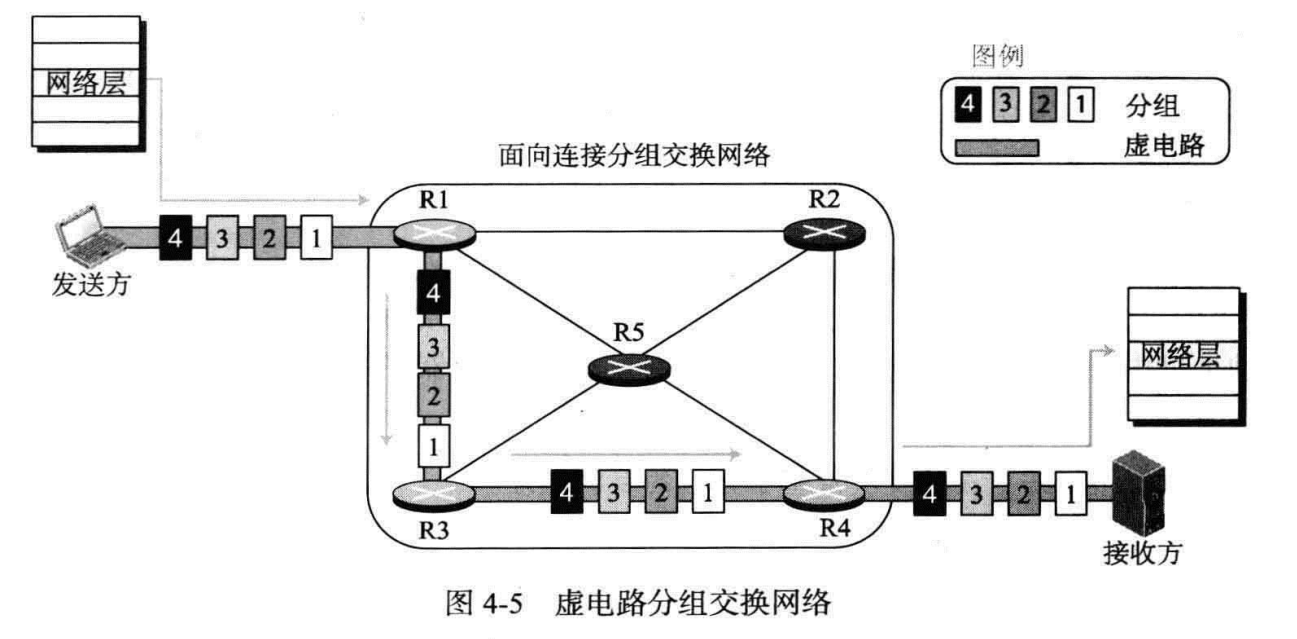 网络层
图例
4 3 2 1 分组
虚电路
面向连接分组交换网络
R1
R2
4 3 2 1
发送方
4
3
2
1
R5
网络层
4 3 2 1
4 3 2 1
R3
R4
接收方
图 4-5 虚电路分组交换网络